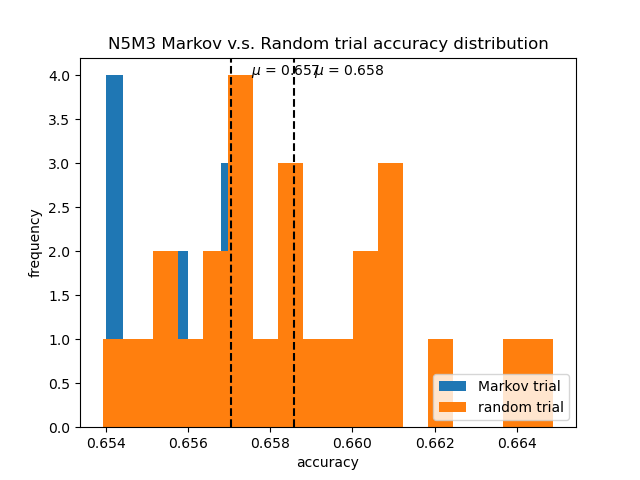 N5M3 Markov v.s. Random trial accuracy distribution
μ = 0.657
μ = 0.658
4.0
3.5
3.0
2.5
2.0
1.5
1.0
0.5
0.0
frequency
Markov trial
random trial
0.654 0.656 0.658 0.660 0.662 0.664
accuracy